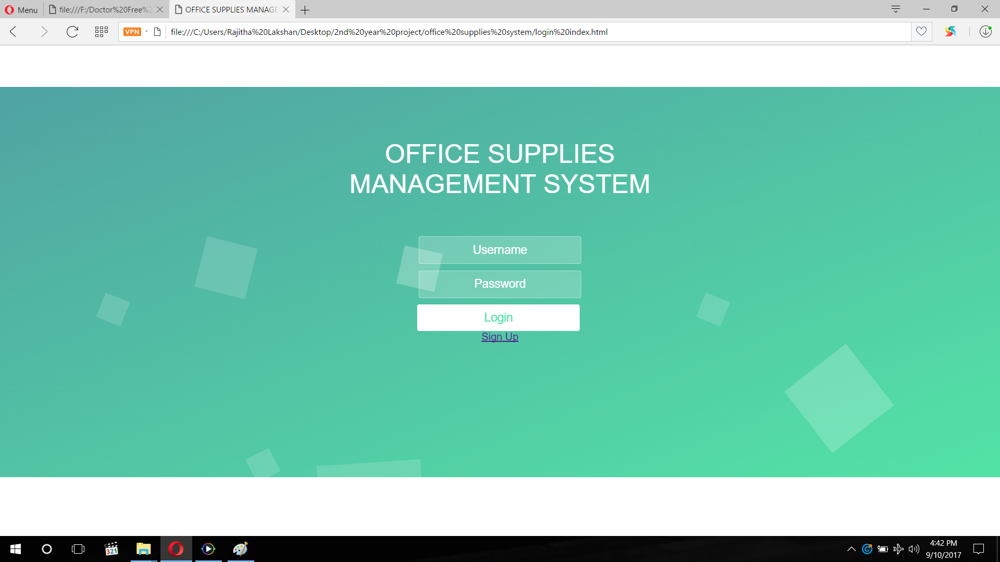 Menu
file:///F:/Doctor%20Free%2
OFFICE SUPPLIES MANAGE
VPN
file:///C:/Users/Rajitha%20Lakshan/Desktop/2nd%20year%20project/office%20supplies%20system/login%20index.html
OFFICE SUPPLIES
MANAGEMENT SYSTEM
Username
Password
Login
Sign Up
321
4:42 PM
9/10/2017